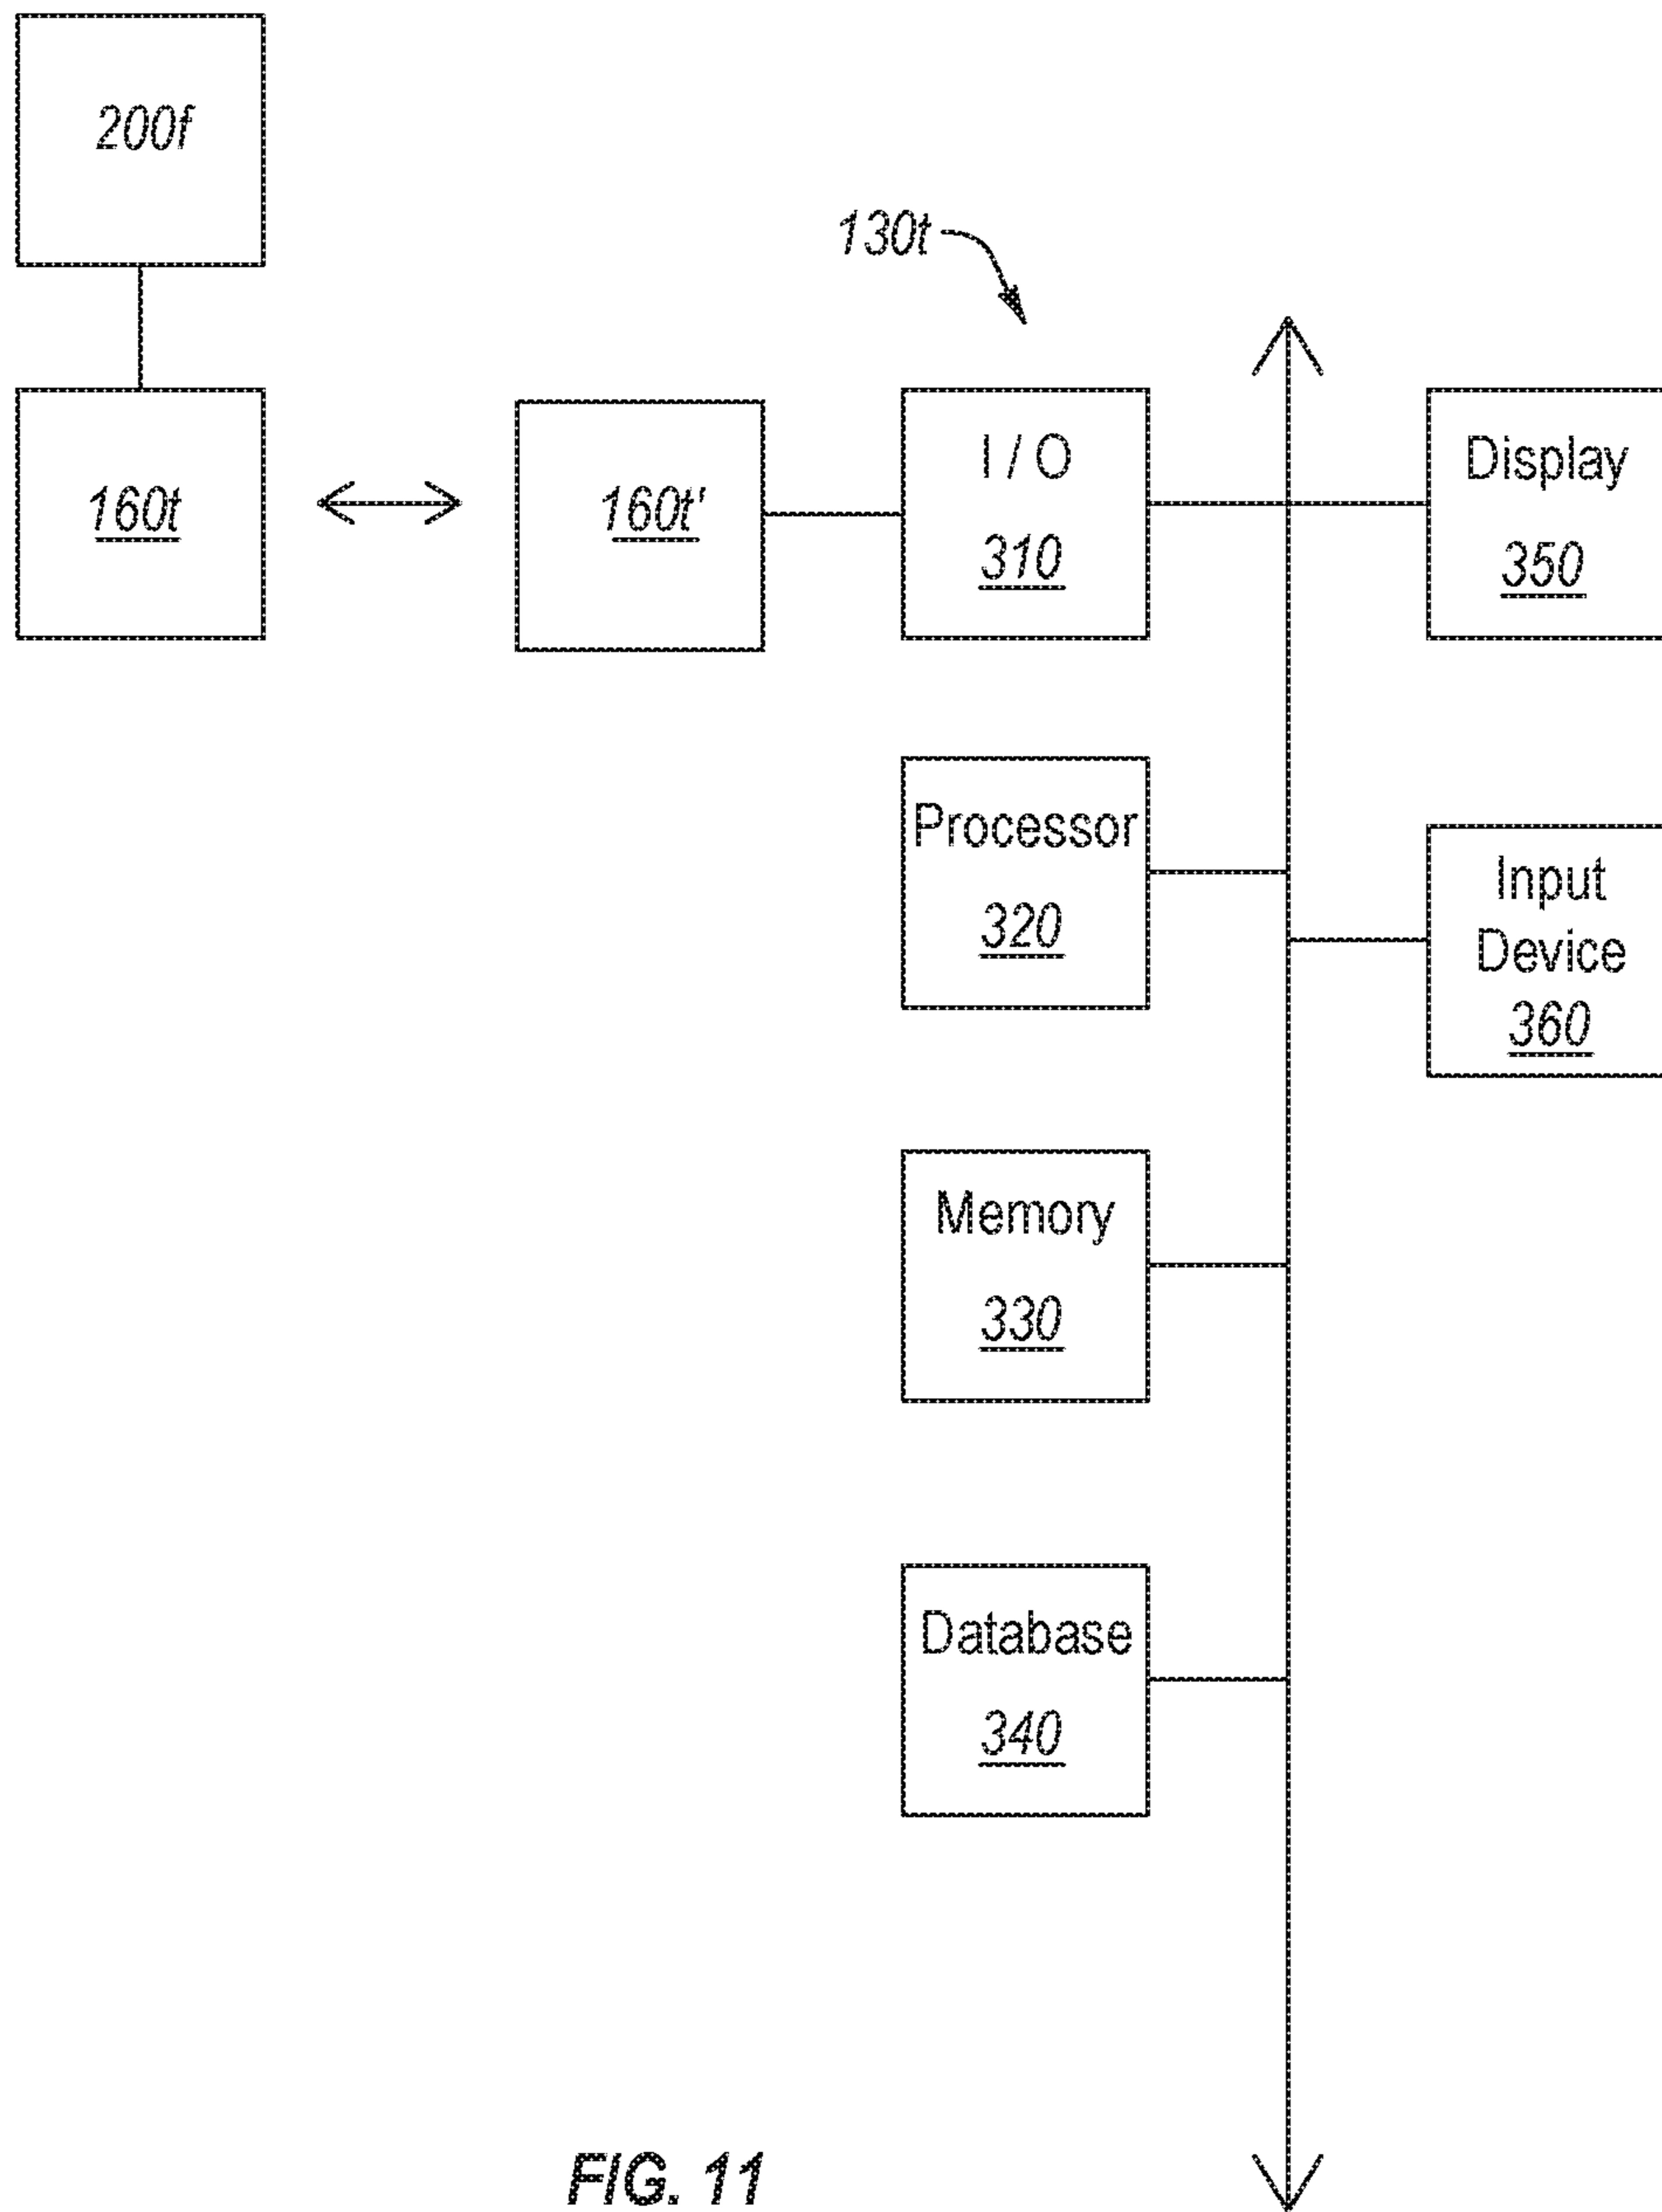 200f
130t
160t
160t'
I / O
310
Display
350
Processor
320
Input
Device
360
Memory
330
Database
340
FIG. 11